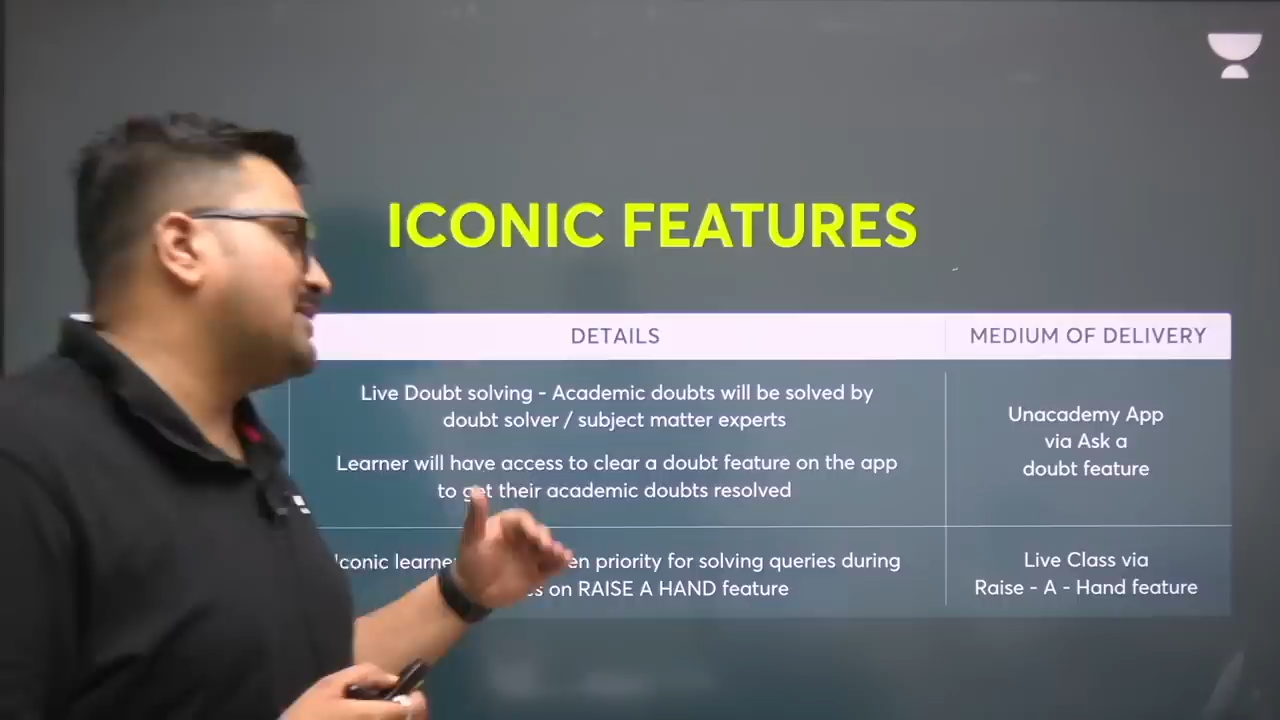 ICONIC FEATURES
DETAILS
MEDIUM OF DELIVERY
Live Doubt solving - Academic doubts will be solved by
doubt solver / subject matter experts
Learner will have access to clear a doubt feature on the app
to get their academic doubts resolved
Unacademy App
via Ask a
doubt feature
Iconic priority for solving queries during
on RAISE A HAND feature
Live Class via
Raise - A - Hand feature